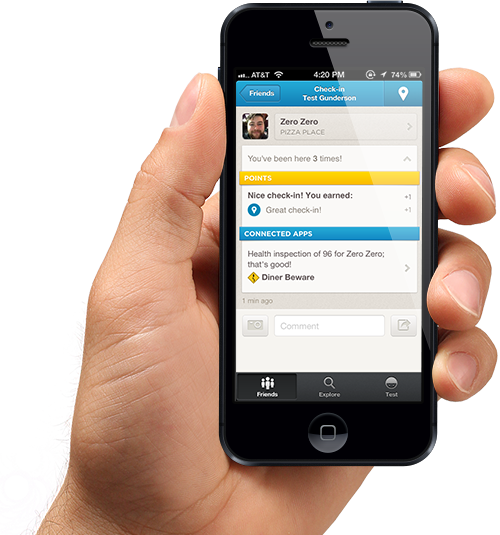 AT&T 4:20 PM 74%
Friends
Check-in
Test Gunderson
Zero Zero
PIZZA PLACE
You've been here 3 times!
POINTS
Nice check-in! You earned: +1
Great check-in! +1
CONNECTED APPS
Health inspection of 96 for Zero Zero;
that's good!
Diner Beware
1 min ago
Comment
Friends Explore Test